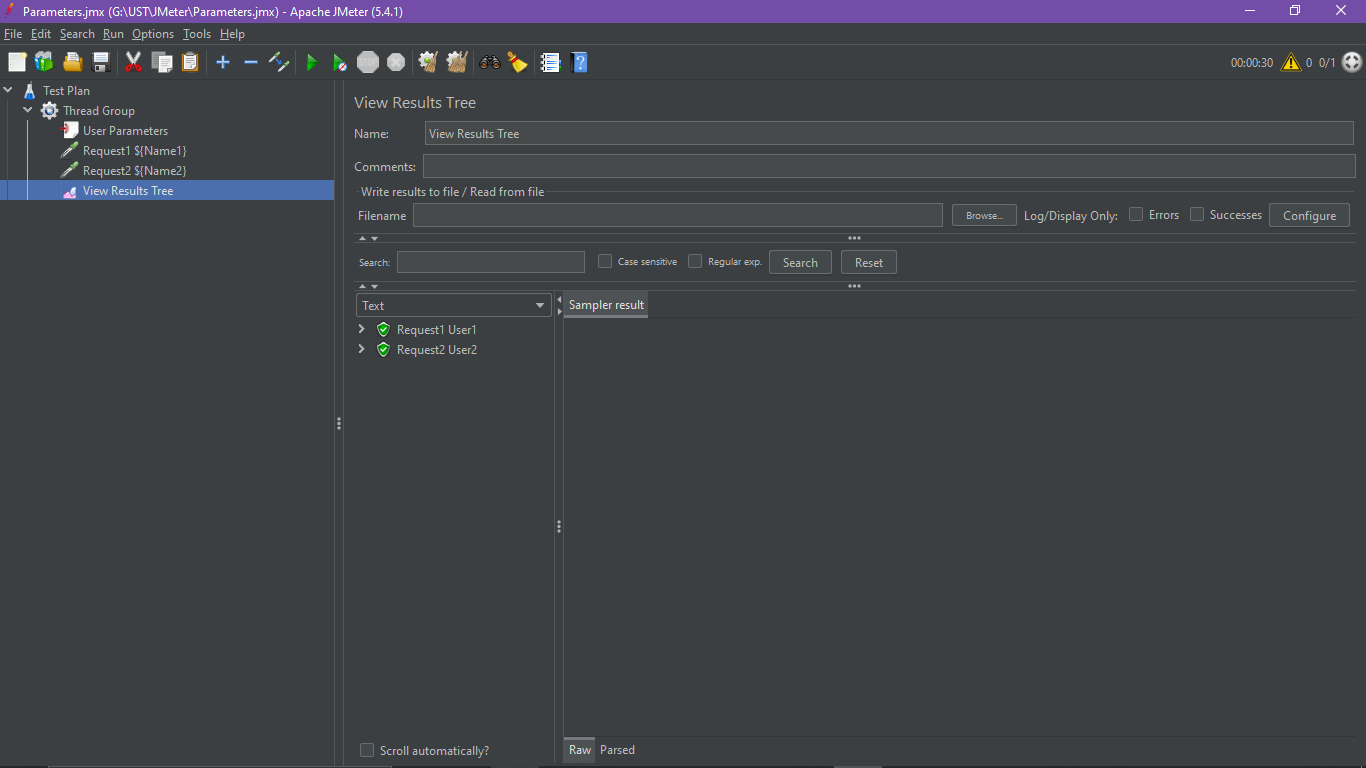 Parameters.jmx (G:\UST\JMeter\Parameters.jmx) - Apache JMeter (5.4.1)
File Edit Search Run Options Tools Help
STOP
00:00:30 0 0/1
Test Plan
Thread Group
User Parameters
Request1 ${Name1}
Request2 ${Name2}
View Results Tree
View Results Tree
Name: View Results Tree
Comments:
Write results to file / Read from file
Filename Browse... Log/Display Only: Errors Successes Configure
Search: Case sensitive Regular exp. Search Reset
Text
Request1 User1
Request2 User2
Scroll automatically?
Sampler result
Raw Parsed